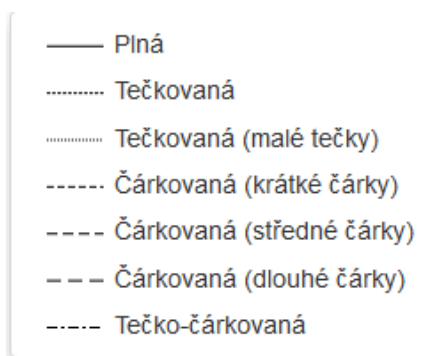 Plná
Tečkovaná
Tečkovaná (malé tečky)
Čárkovaná (krátké čárky)
Čárkovaná (středné čárky)
Čárkovaná (dlouhé čárky)
Tečko-čárkovaná